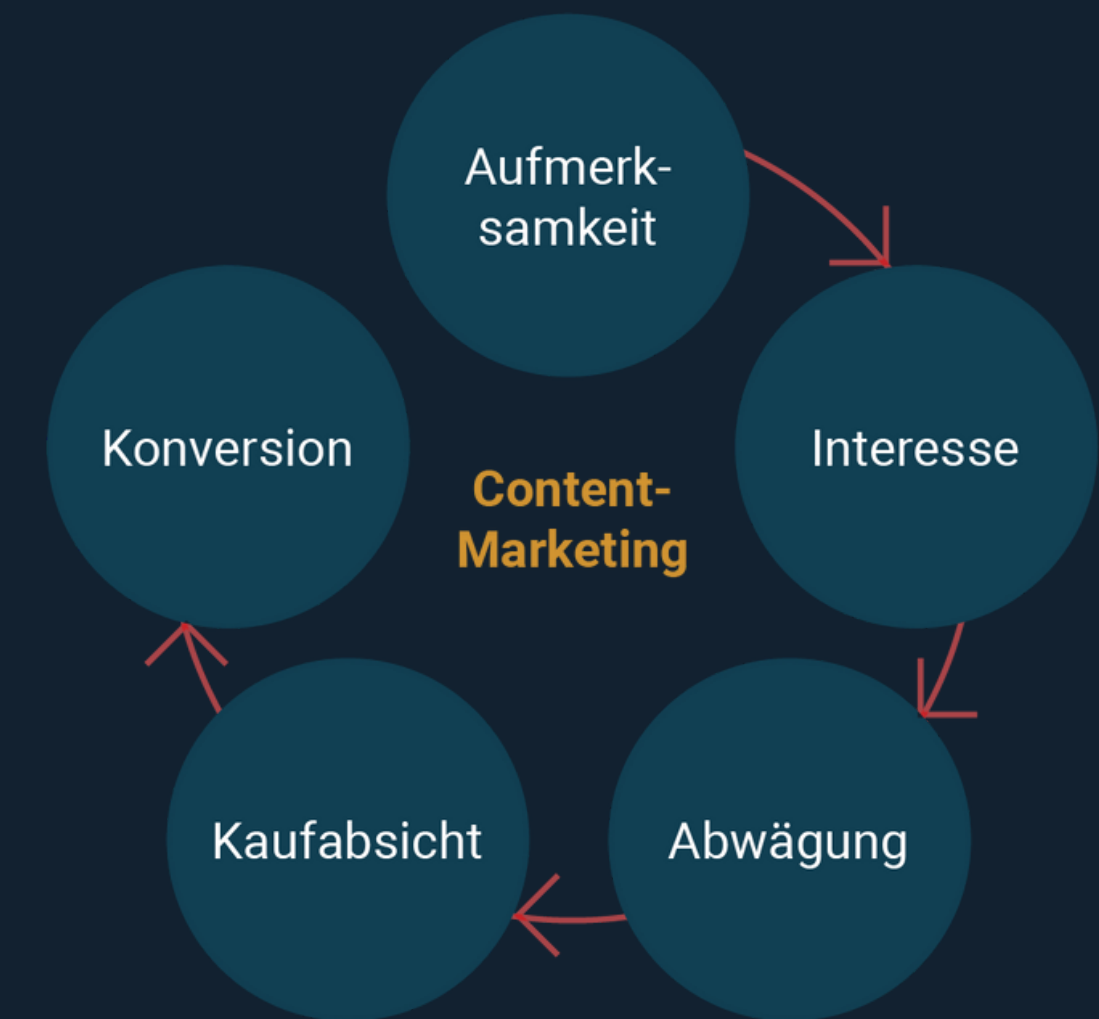 Aufmerk-
samkeit
Interesse
Abwägung
Kaufabsicht
Konversion
Content-
Marketing